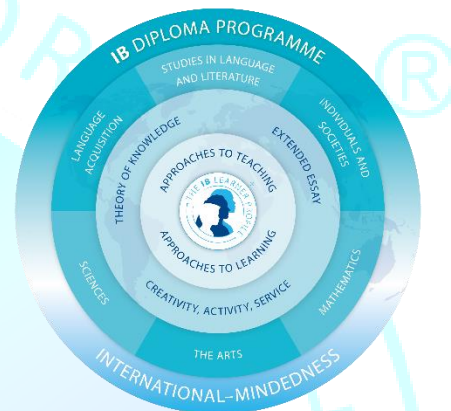 IB DIPLOMA PROGRAMME
STUDIES IN LANGUAGE
AND LITERATURE
LANGUAGE
ACQUISITION
INDIVIDUALS AND
SOCIETIES
THEORY OF KNOWLEDGE
EXTENDED ESSAY
APPROACHES TO TEACHING
THE IB LEARNER PROFILE
APPROACHES TO LEARNING
CREATIVITY, ACTIVITY, SERVICE
SCIENCES
MATHEMATICS
THE ARTS
INTERNATIONAL-MINDEDNESS
®